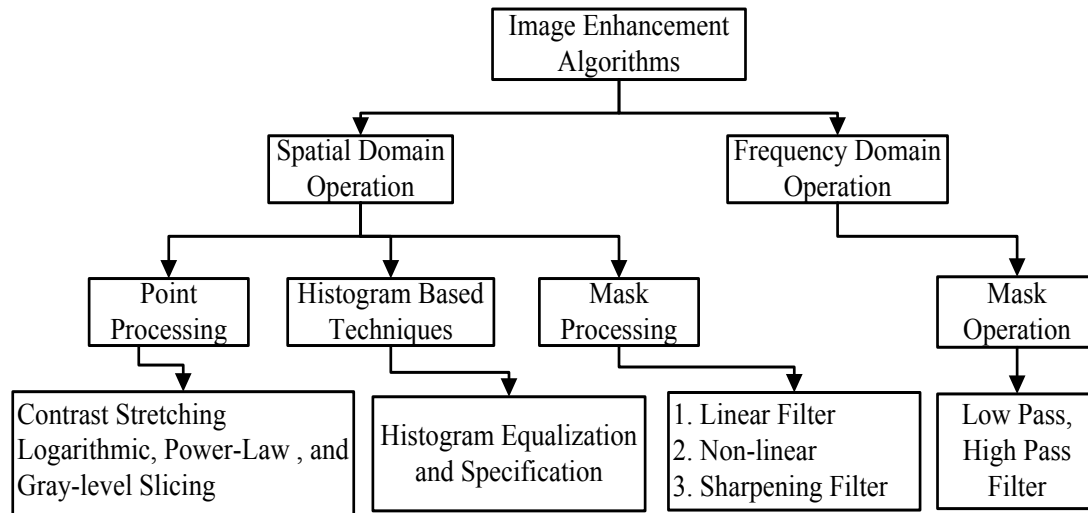 Image Enhancement
Algorithms
Spatial Domain
Operation
Frequency Domain
Operation
Point
Processing
Histogram Based
Techniques
Mask
Processing
Mask
Operation
Contrast Stretching
Logarithmic, Power-Law , and
Gray-level Slicing
Histogram Equalization
and Specification
1. Linear Filter
2. Non-linear
3. Sharpening Filter
Low Pass,
High Pass
Filter